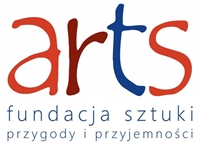 arts
fundacja sztuki
przygody i przyjemności